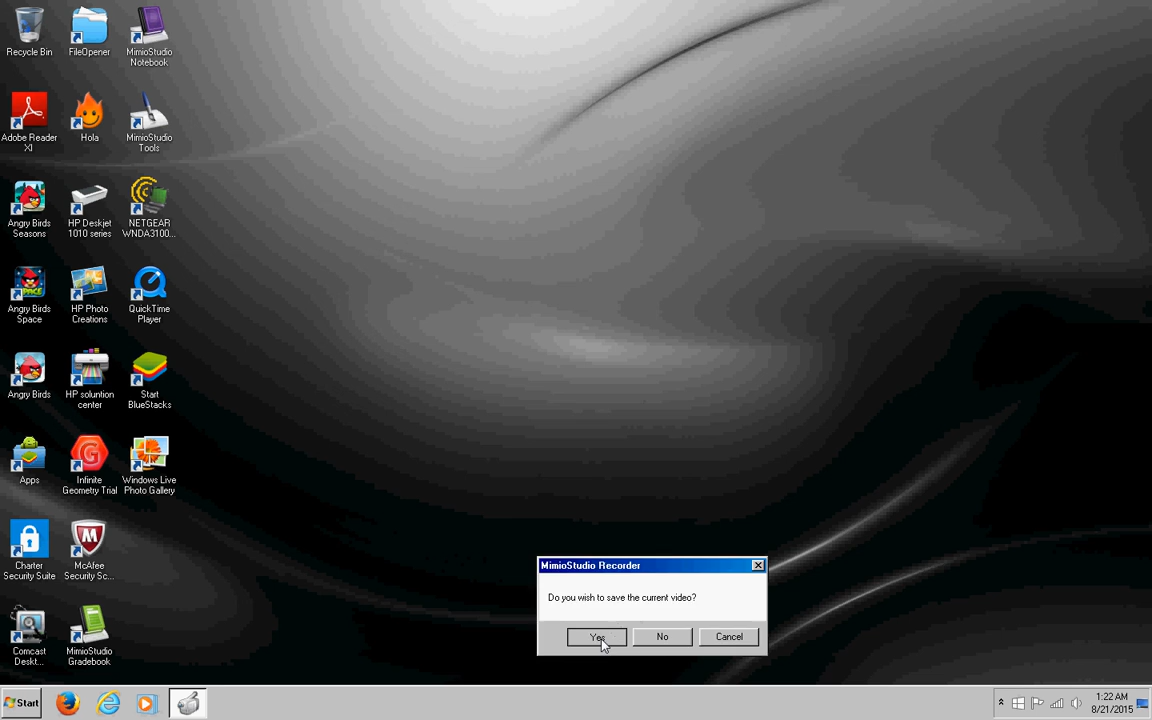 Recycle Bin
FileOpener
MimioStudio
Notebook
Adobe Reader
XI
Hola
MimioStudio
Tools
Angry Birds
Seasons
HP Deskjet
1010 series
NETGEAR
WNDA3100...
Angry Birds
Space
HP Photo
Creations
QuickTime
Player
Angry Birds
HP soluntion
center
Start
BlueStacks
Apps
Infinite
Geometry Trial
Windows Live
Photo Gallery
Charter
Security Suite
McAfee
Security Sc...
Comcast
Deskt...
MimioStudio
Gradebook
MimioStudio Recorder
Do you wish to save the current video?
Yes
No
Cancel
Start
1:22 AM
8/21/2015